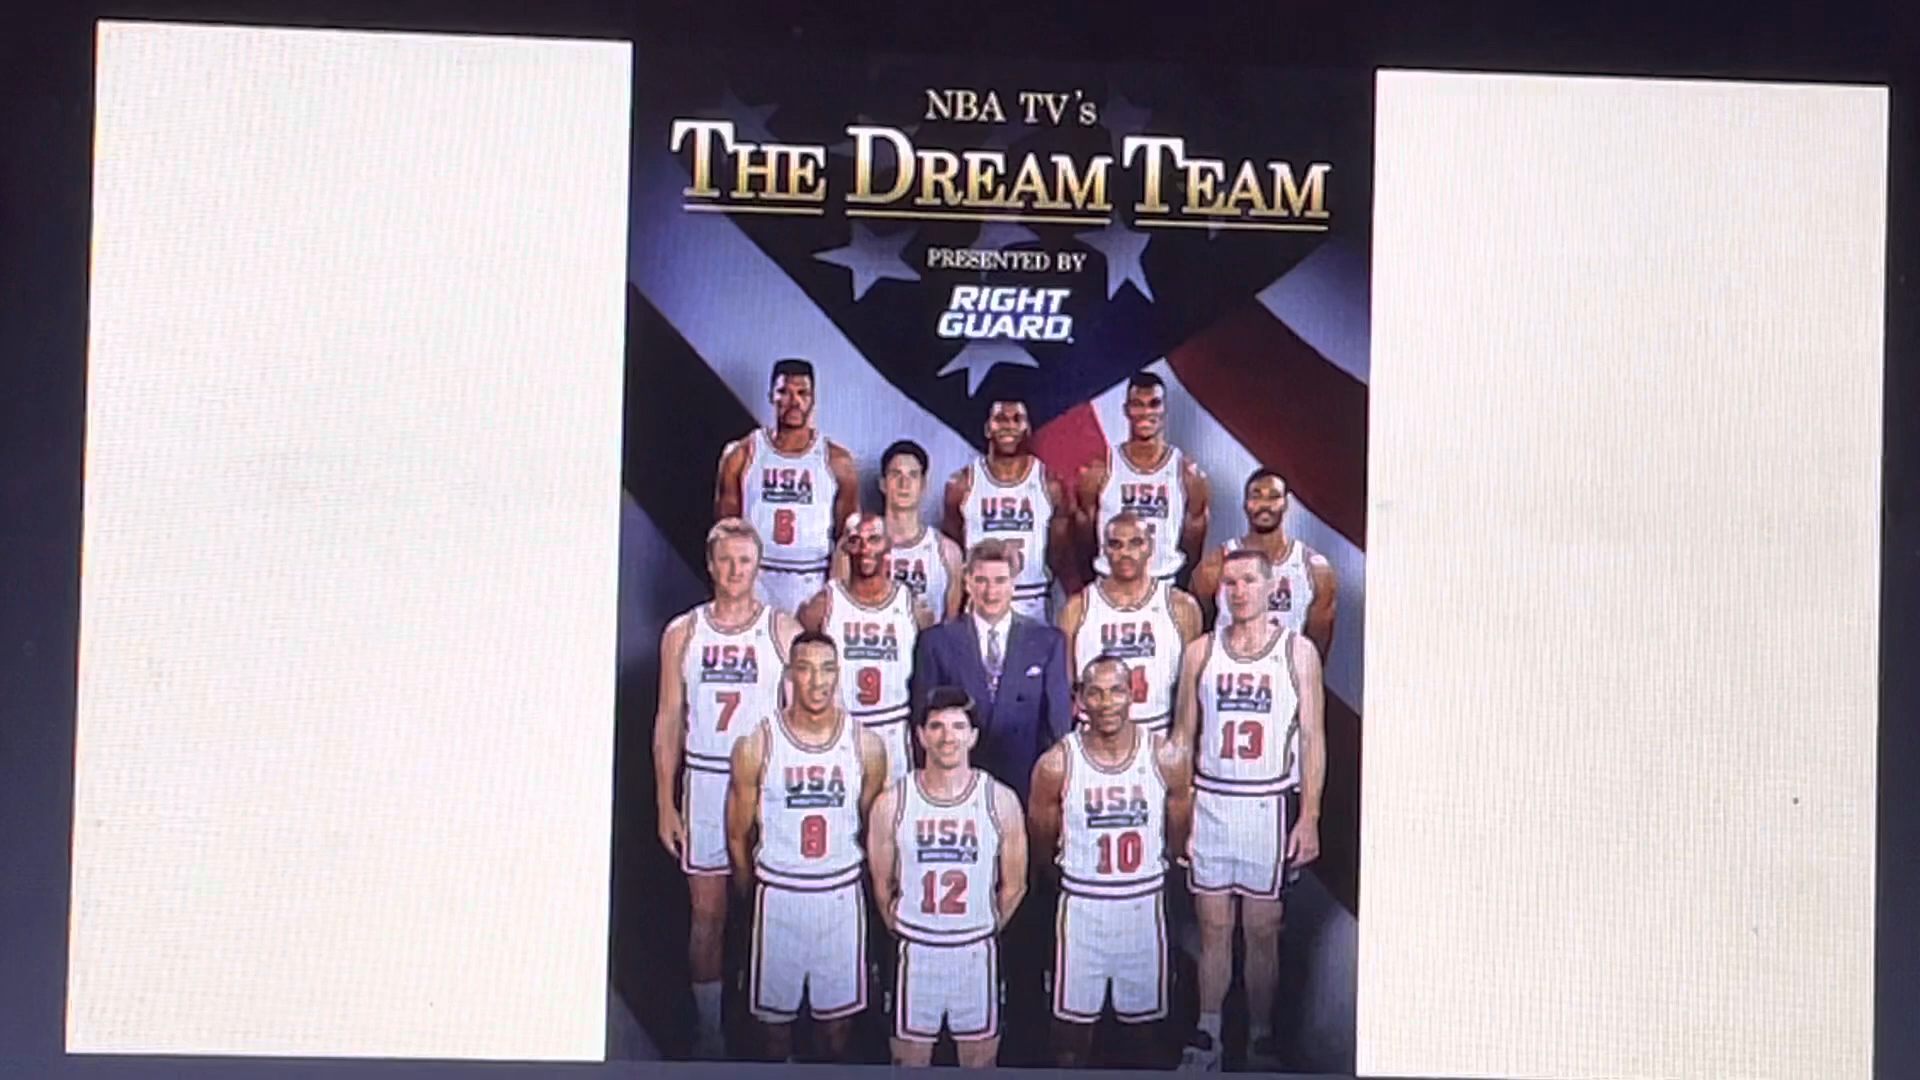 NBA TV's
THE DREAM TEAM
PRESENTED BY
RIGHT
GUARD
USA
6
USA
USA
USA
USA
7
USA
9
USA
USA
13
USA
8
USA
12
USA
10